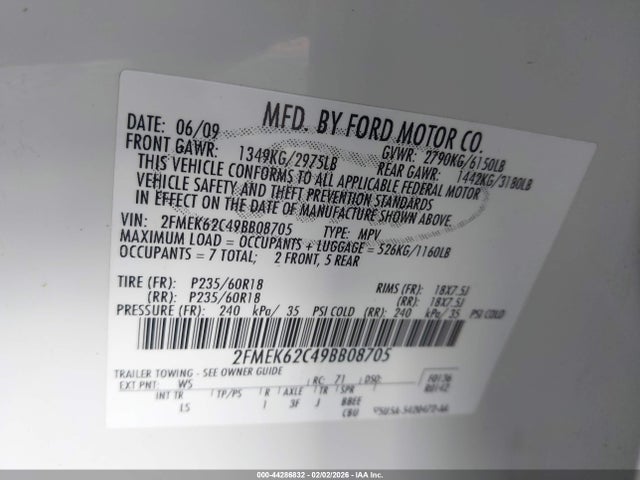 MFD. BY FORD MOTOR CO.
DATE: 06/09 GVWR: 2790KG/6150LB
FRONT GAWR: 1349KG/2975LB REAR GAWR: 1442KG/3180LB
THIS VEHICLE CONFORMS TO ALL APPLICABLE FEDERAL MOTOR
VEHICLE SAFETY AND THEFT PREVENTION STANDARDS
IN EFFECT ON THE DATE OF MANUFACTURE SHOWN ABOVE.
VIN: 2FMEK62C49BB08705 TYPE: MPV
MAXIMUM LOAD = OCCUPANTS + LUGGAGE = 526KG/1160LB
OCCUPANTS = 7 TOTAL; 2 FRONT, 5 REAR
TIRE (FR): P235/60R18 RIMS (FR): 18X7.5J
(RR): P235/60R18 (RR): 18X7.5J
PRESSURE (FR): 240 kPa/ 35 PSI COLD (RR): 240 kPa/ 35 PSI COLD
2FMEK62C49BB08705
TRAILER TOWING - SEE OWNER GUIDE
EXT PNT: WS RC: 71 DSO: F0136
R0142
INT TR TP/PS R AXLE TR SPR
LS I 3F J BBEE
CBU
000-44286832 - 02/02/2026 - IAA Inc.